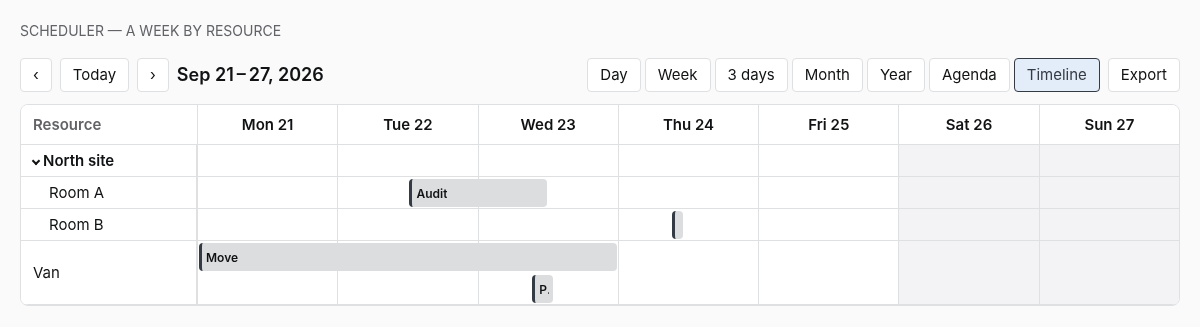 SCHEDULER — A WEEK BY RESOURCE
‹ Today › Sep 21 – 27, 2026 Day Week 3 days Month Year Agenda Timeline Export
Resource Mon 21 Tue 22 Wed 23 Thu 24 Fri 25 Sat 26 Sun 27
North site
Room A Audit
Room B
Move
Van
P.